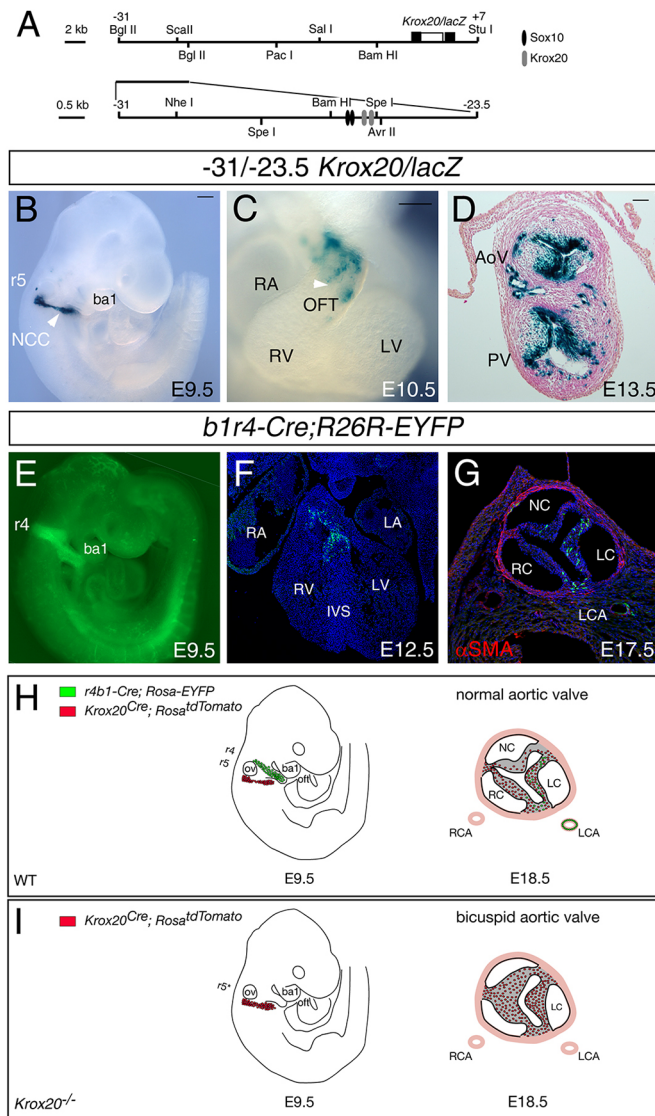 A
-31
+7
Krox20/lacZ
2 kb
Bgl II
ScaII
Sal I
Stu I
Bgl II
Pac I
Bam HI
Sox10
Krox20
0.5 kb
-31
Nhe I
Bam HI
Spe I
-23.5
Spe I
Avr II
-31/-23.5 Krox20/lacZ
B
r5
ba1
NCC
E9.5
C
RA
OFT
RV
LV
E10.5
D
AoV
PV
E13.5
b1r4-Cre;R26R-EYFP
E
r4
ba1
E9.5
F
RA
LA
RV
LV
IVS
E12.5
G
NC
RC
LC
LCA
αSMA
E17.5
H
r4b1-Cre; Rosa-EYFP
Krox20Cre; RosatdTomato
normal aortic valve
r4
r5
ov
ba1
oft
NC
RC
LC
RCA
LCA
WT
E9.5
E18.5
I
Krox20Cre; RosatdTomato
bicuspid aortic valve
r5*
ov
ba1
oft
LC
RCA
LCA
Krox20-/-
E9.5
E18.5